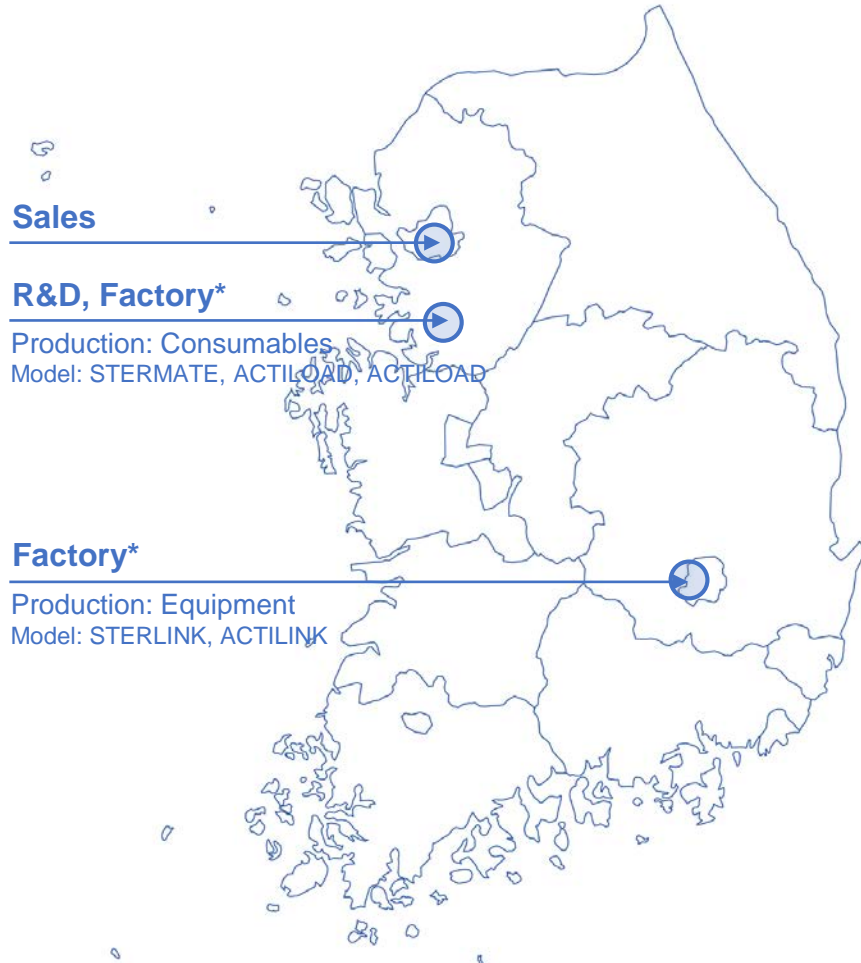 Sales
R&D, Factory*
Production: Consumables
Model: STERMATE, ACTILOAD, ACTILOAD
Factory*
Production: Equipment
Model: STERLINK, ACTILINK